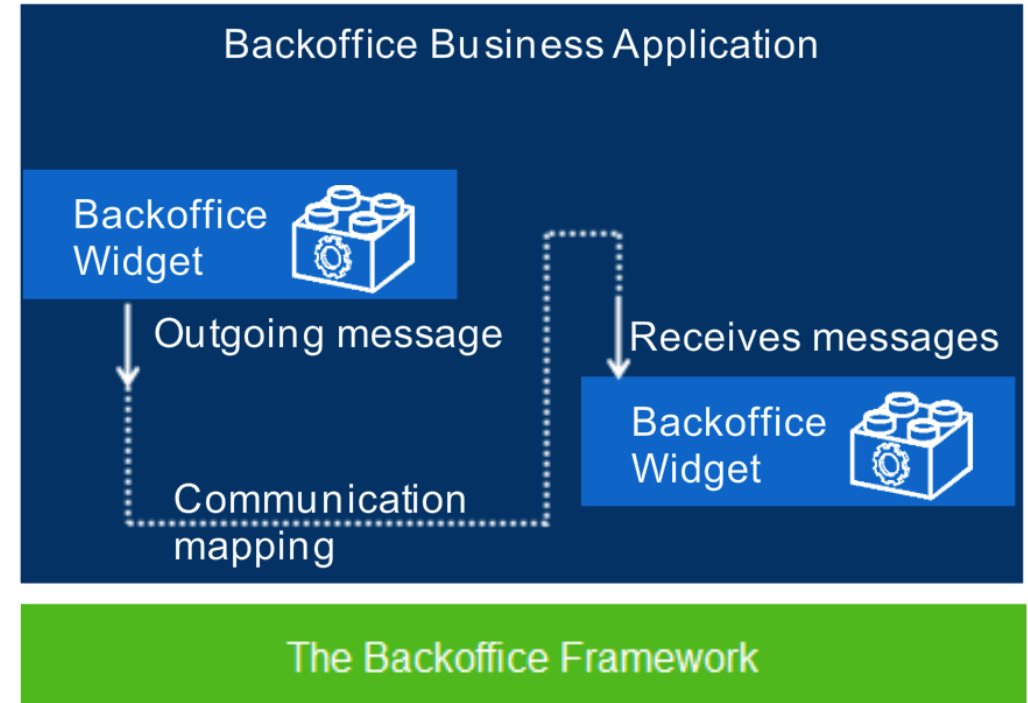 Backoffice Business Application
Backoffice
Widget
Outgoing message
Receives messages
Backoffice
Widget
Communication
mapping
The Backoffice Framework